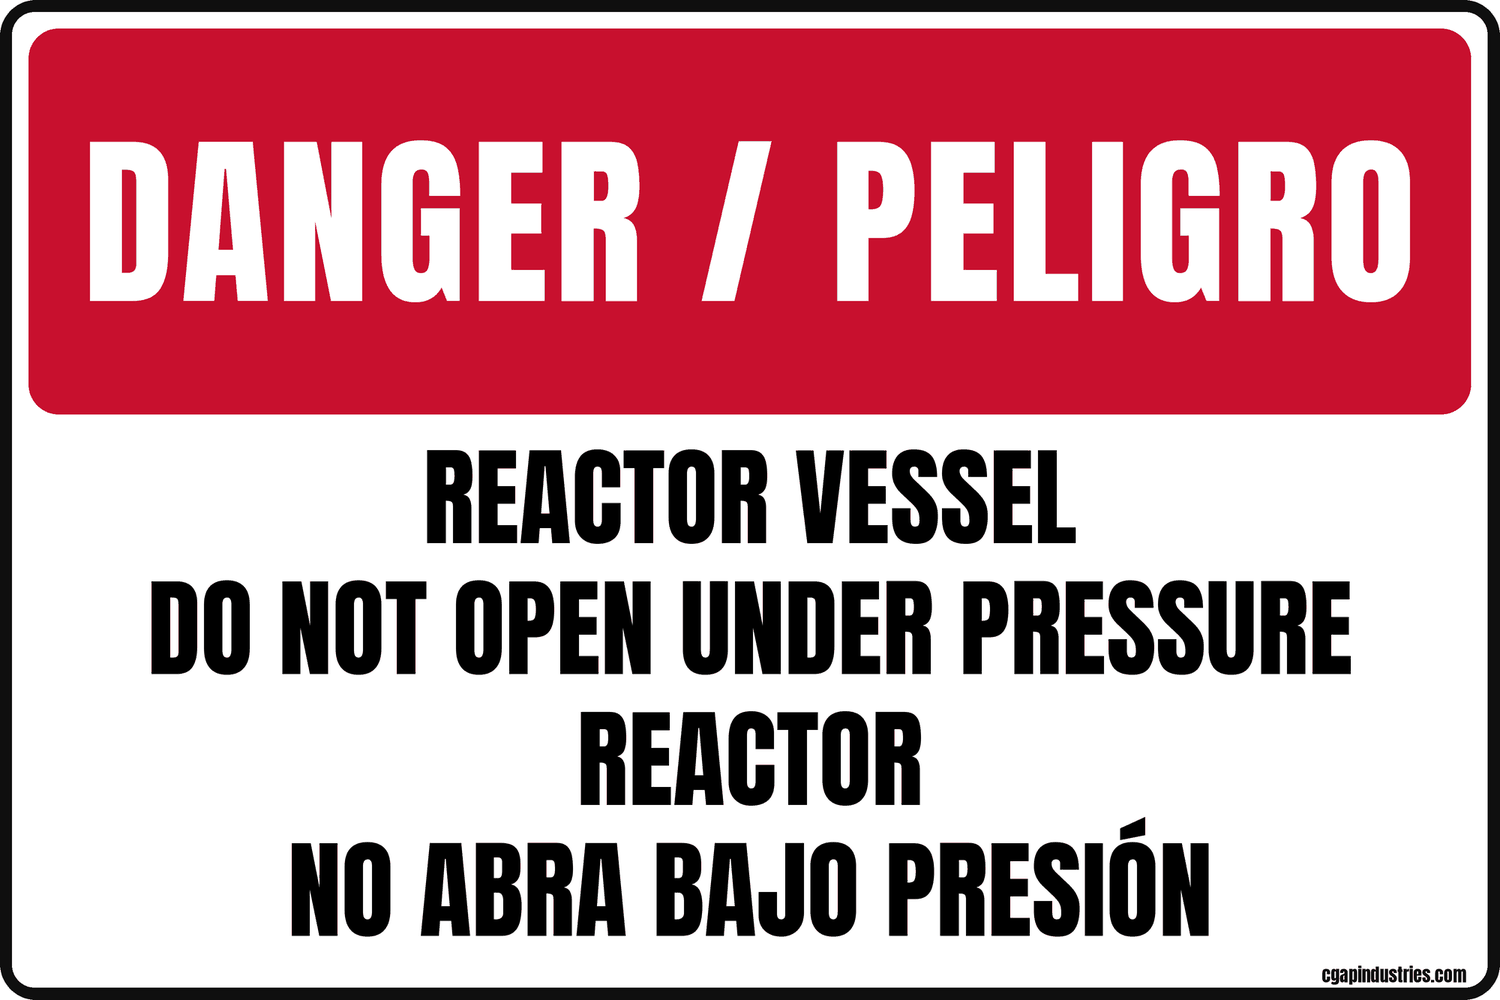 DANGER / PELIGRO
REACTOR VESSEL
DO NOT OPEN UNDER PRESSURE
REACTOR
NO ABRA BAJO PRESIÓN
cgapindustries.com